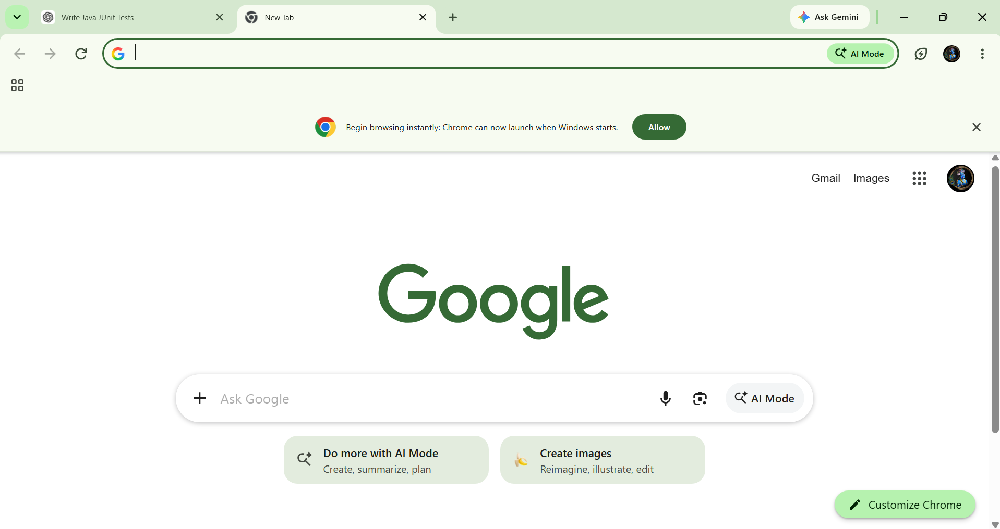 Write Java JUnit Tests
New Tab
Ask Gemini
AI Mode
Begin browsing instantly: Chrome can now launch when Windows starts.
Allow
Gmail
Images
Google
Ask Google
AI Mode
Do more with AI Mode
Create, summarize, plan
Create images
Reimagine, illustrate, edit
Customize Chrome